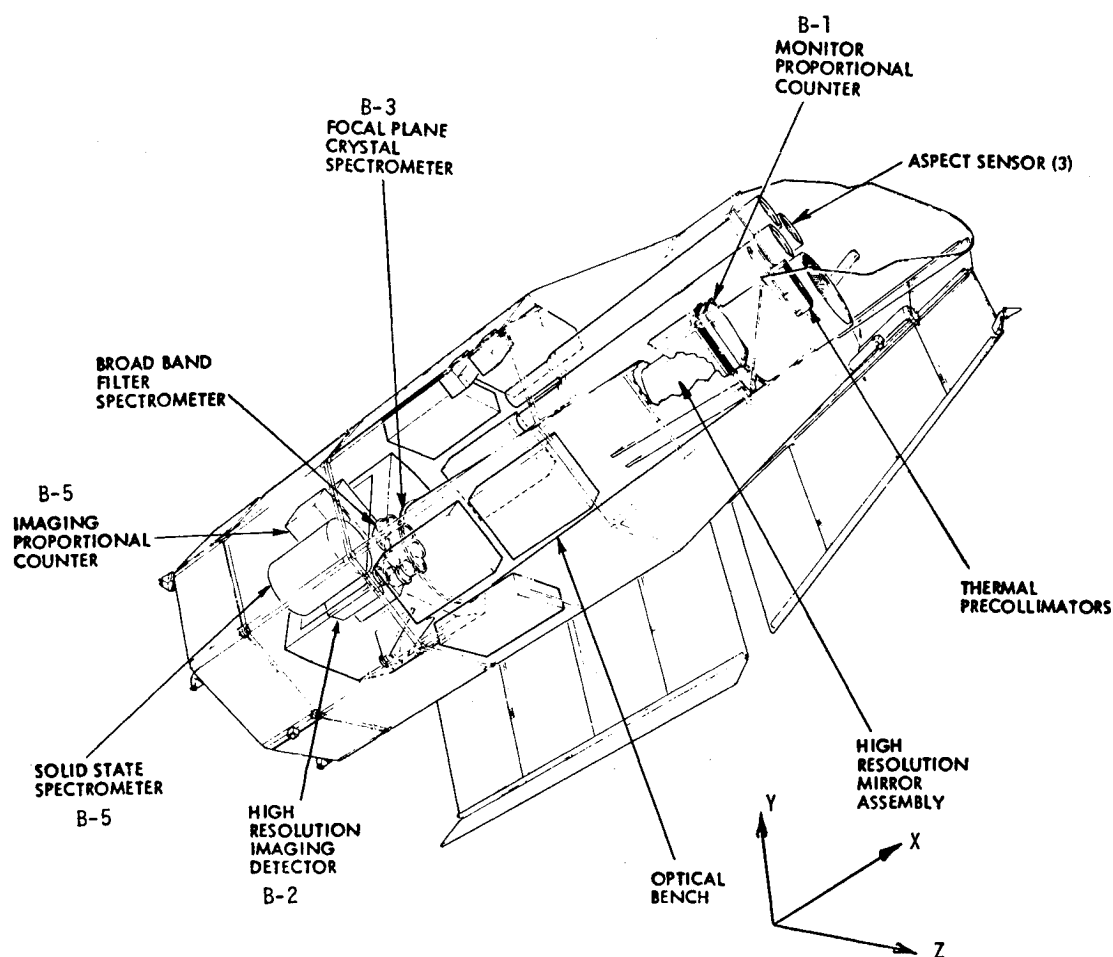 B-1
MONITOR
PROPORTIONAL
COUNTER
B-3
FOCAL PLANE
CRYSTAL
SPECTROMETER
ASPECT SENSOR (3)
BROAD BAND
FILTER
SPECTROMETER
B-5
IMAGING
PROPORTIONAL
COUNTER
THERMAL
PRECOLLIMATORS
SOLID STATE
SPECTROMETER
B-5
HIGH
RESOLUTION
IMAGING
DETECTOR
B-2
OPTICAL
BENCH
HIGH
RESOLUTION
MIRROR
ASSEMBLY
Y
X
Z